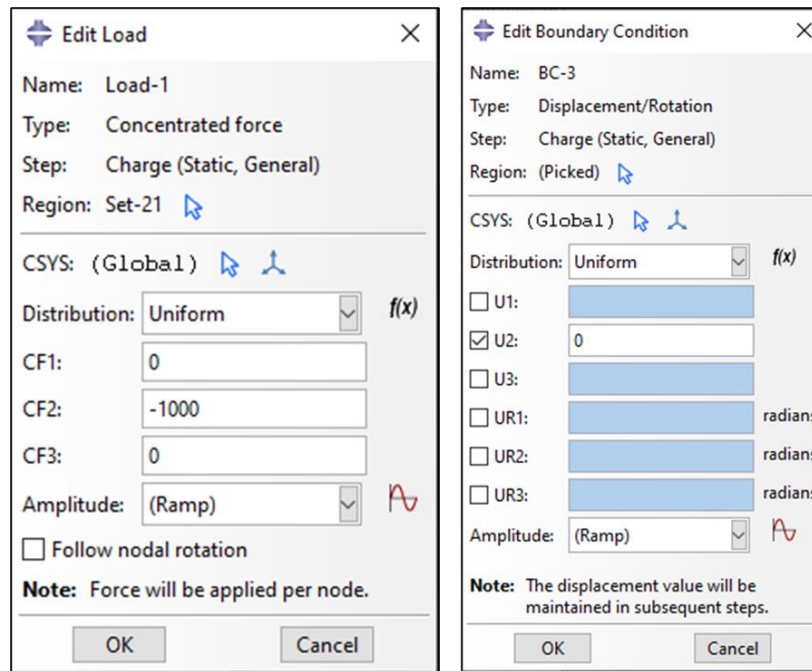 Edit Load
Name: Load-1
Type: Concentrated force
Step: Charge (Static, General)
Region: Set-21
CSYS: (Global)
Distribution: Uniform f(x)
CF1: 0
CF2: -1000
CF3: 0
Amplitude: (Ramp)
Follow nodal rotation
Note: Force will be applied per node.
OK Cancel
Edit Boundary Condition
Name: BC-3
Type: Displacement/Rotation
Step: Charge (Static, General)
Region: (Picked)
CSYS: (Global)
Distribution: Uniform f(x)
U1:
U2: 0
U3:
UR1: radians
UR2: radians
UR3: radians
Amplitude: (Ramp)
Note: The displacement value will be
maintained in subsequent steps.
OK Cancel